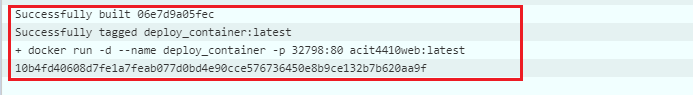 Successfully built 06e7d9a05fec
Successfully tagged deploy_container:latest
+ docker run -d --name deploy_container -p 32798:80 acit4410web:latest
10b4fd40608d7fe1a7feab077d0bd4e90cce576736450e8b9ce132b7b620aa9f